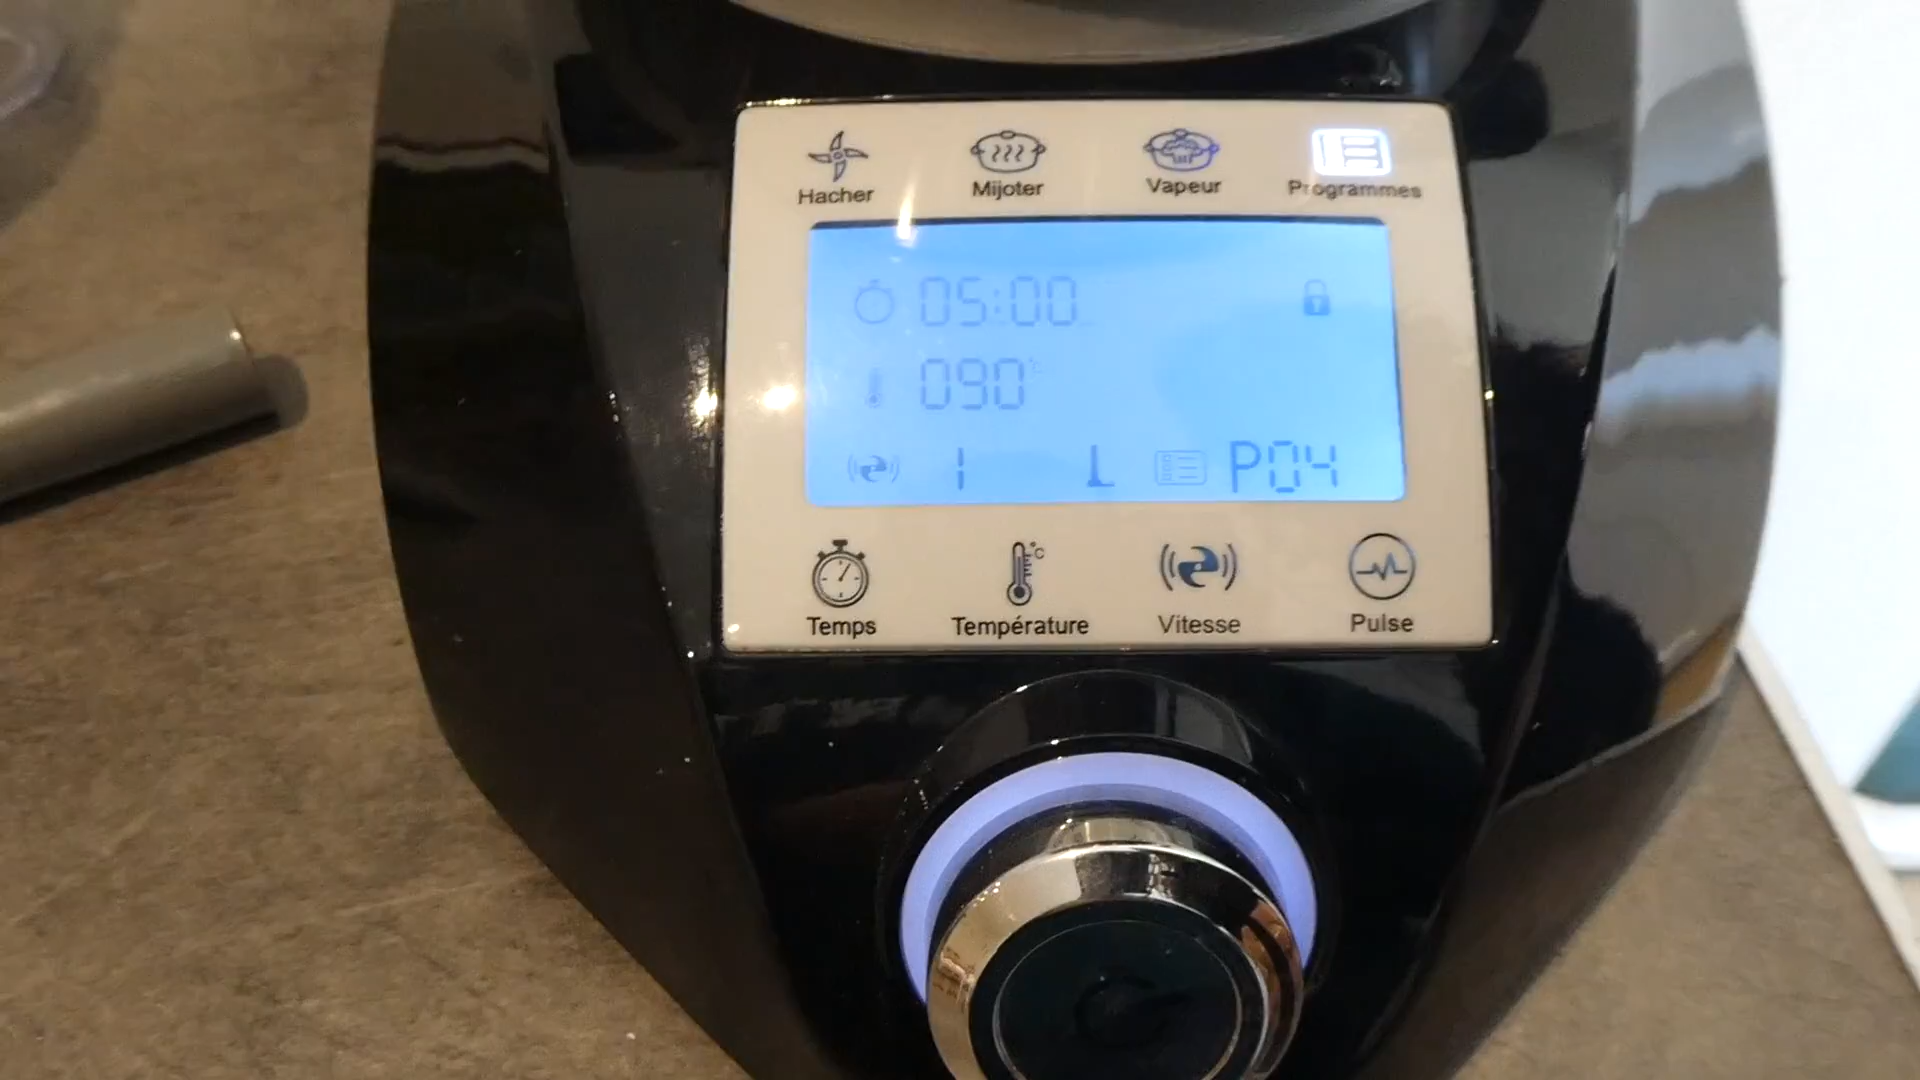 Hacher Mijoter Vapeur Programmes
05:00
090°C
1 P04
°C
Temps Température Vitesse Pulse